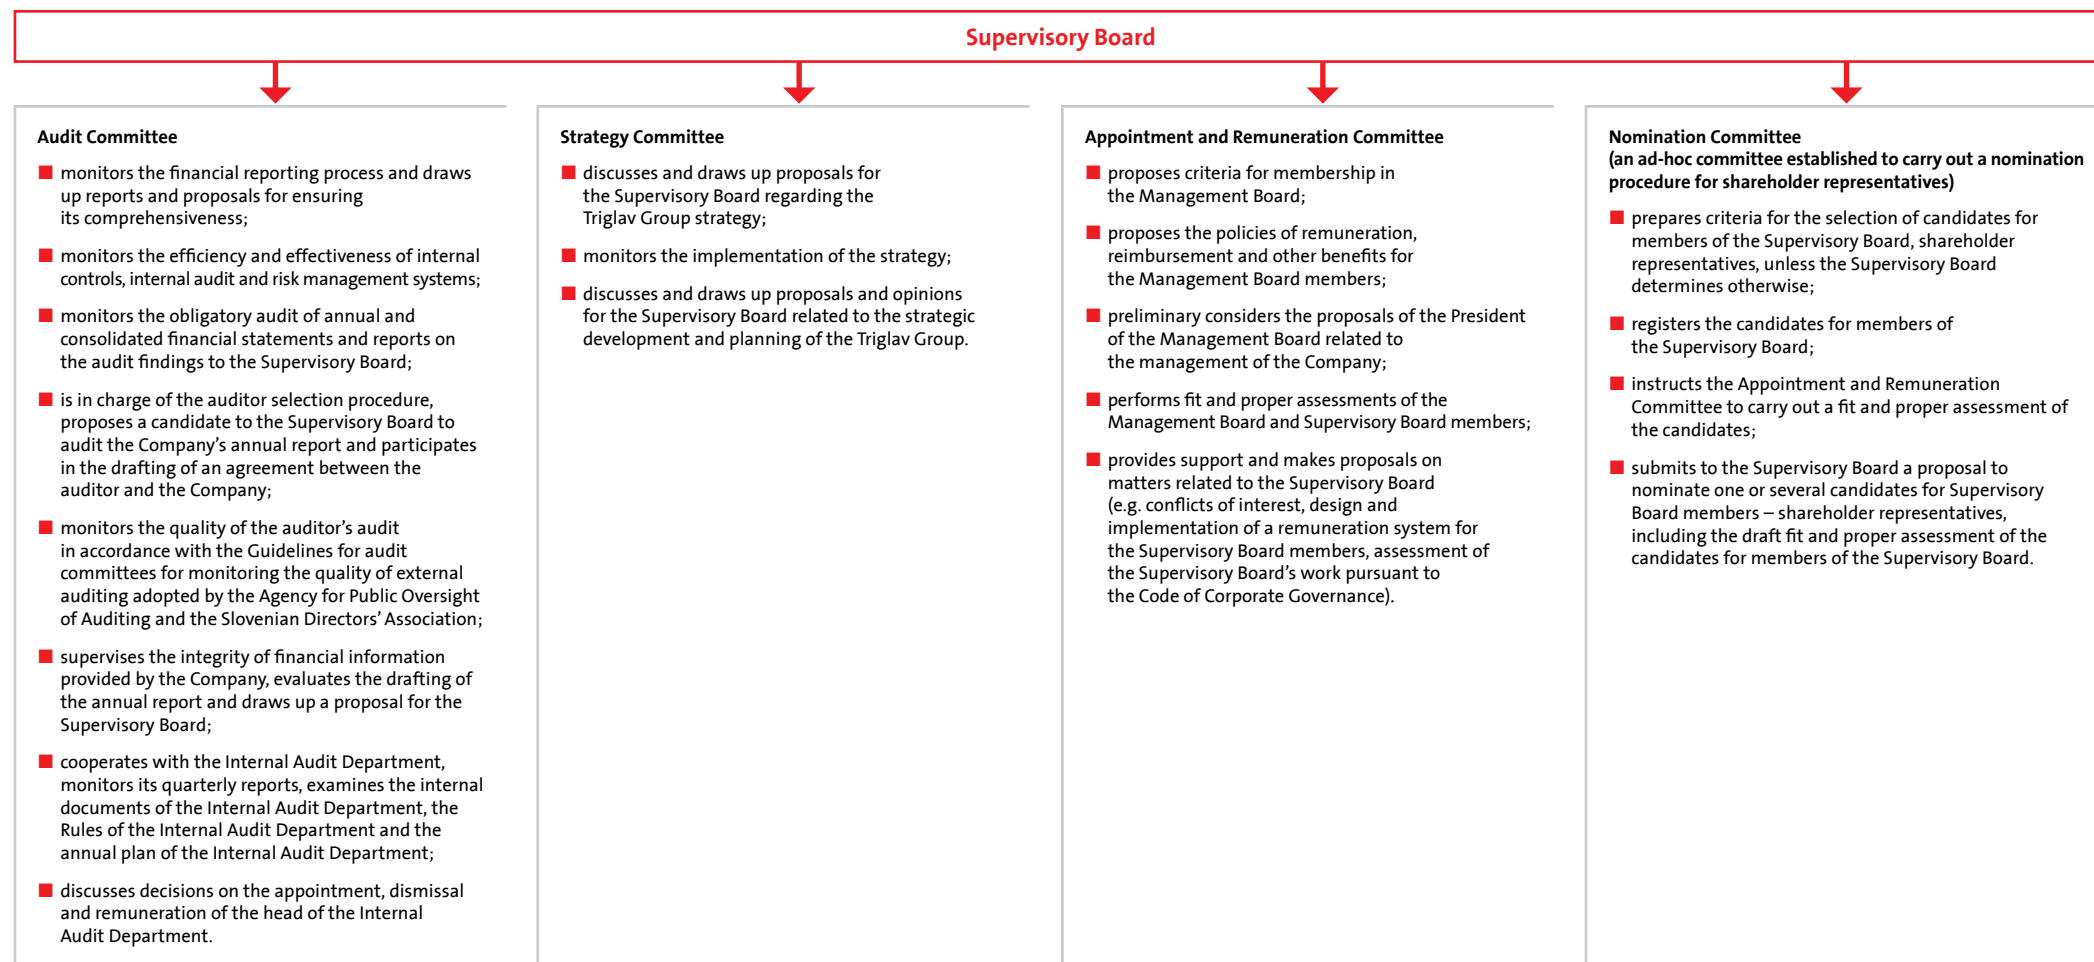 Supervisory Board
Audit Committee
monitors the financial reporting process and draws
up reports and proposals for ensuring
its comprehensiveness;
monitors the efficiency and effectiveness of internal
controls, internal audit and risk management systems;
monitors the obligatory audit of annual and
consolidated financial statements and reports on
the audit findings to the Supervisory Board;
is in charge of the auditor selection procedure,
proposes a candidate to the Supervisory Board to
audit the Company's annual report and participates
in the drafting of an agreement between the
auditor and the Company;
monitors the quality of the auditor's audit
in accordance with the Guidelines for audit
committees for monitoring the quality of external
auditing adopted by the Agency for Public Oversight
of Auditing and the Slovenian Directors' Association;
supervises the integrity of financial information
provided by the Company, evaluates the drafting of
the annual report and draws up a proposal for the
Supervisory Board;
cooperates with the Internal Audit Department,
monitors its quarterly reports, examines the internal
documents of the Internal Audit Department, the
Rules of the Internal Audit Department and the
annual plan of the Internal Audit Department;
discusses decisions on the appointment, dismissal
and remuneration of the head of the Internal
Audit Department.
Strategy Committee
discusses and draws up proposals for
the Supervisory Board regarding the
Triglav Group strategy;
monitors the implementation of the strategy;
discusses and draws up proposals and opinions
for the Supervisory Board related to the strategic
development and planning of the Triglav Group.
Appointment and Remuneration Committee
proposes criteria for membership in
the Management Board;
proposes the policies of remuneration,
reimbursement and other benefits for
the Management Board members;
preliminary considers the proposals of the President
of the Management Board related to
the management of the Company;
performs fit and proper assessments of the
Management Board and Supervisory Board members;
provides support and makes proposals on
matters related to the Supervisory Board
(e.g. conflicts of interest, design and
implementation of a remuneration system for
the Supervisory Board members, assessment of
the Supervisory Board's work pursuant to
the Code of Corporate Governance).
Nomination Committee
(an ad-hoc committee established to carry out a nomination
procedure for shareholder representatives)
prepares criteria for the selection of candidates for
members of the Supervisory Board, shareholder
representatives, unless the Supervisory Board
determines otherwise;
registers the candidates for members of
the Supervisory Board;
instructs the Appointment and Remuneration
Committee to carry out a fit and proper assessment of
the candidates;
submits to the Supervisory Board a proposal to
nominate one or several candidates for Supervisory
Board members – shareholder representatives,
including the draft fit and proper assessment of the
candidates for members of the Supervisory Board.